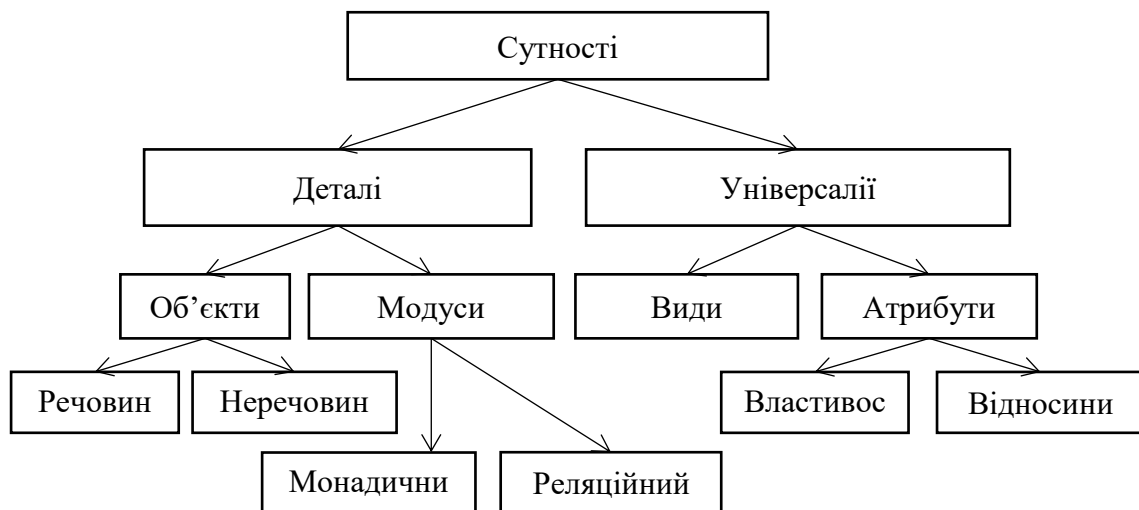 Сутності
Деталі
Універсалії
Об’єкти
Модуси
Види
Атрибути
Речовин
Неречовин
Властивос
Відносини
Монадични
Реляційний